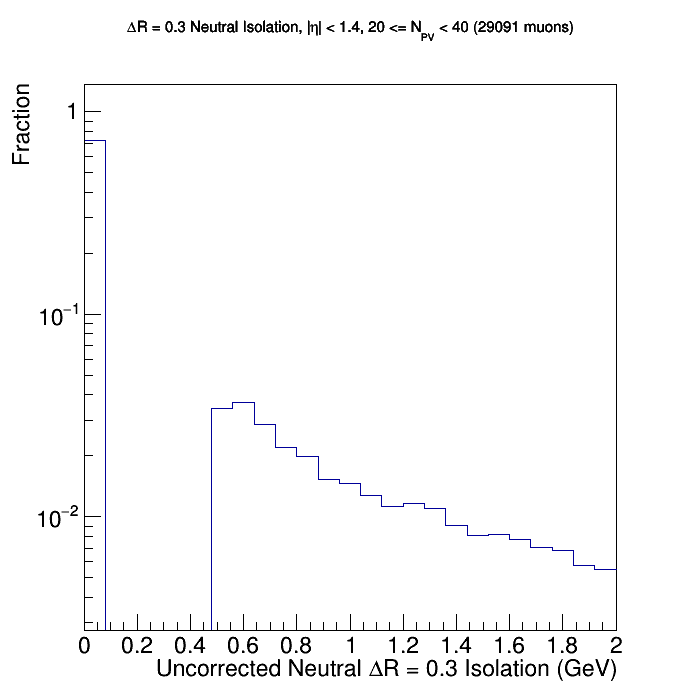 ΔR = 0.3 Neutral Isolation, |η| < 1.4, 20 <= N_PV < 40 (29091 muons)
Fraction
1
10⁻¹
10⁻²
0 0.2 0.4 0.6 0.8 1 1.2 1.4 1.6 1.8 2
Uncorrected Neutral ΔR = 0.3 Isolation (GeV)